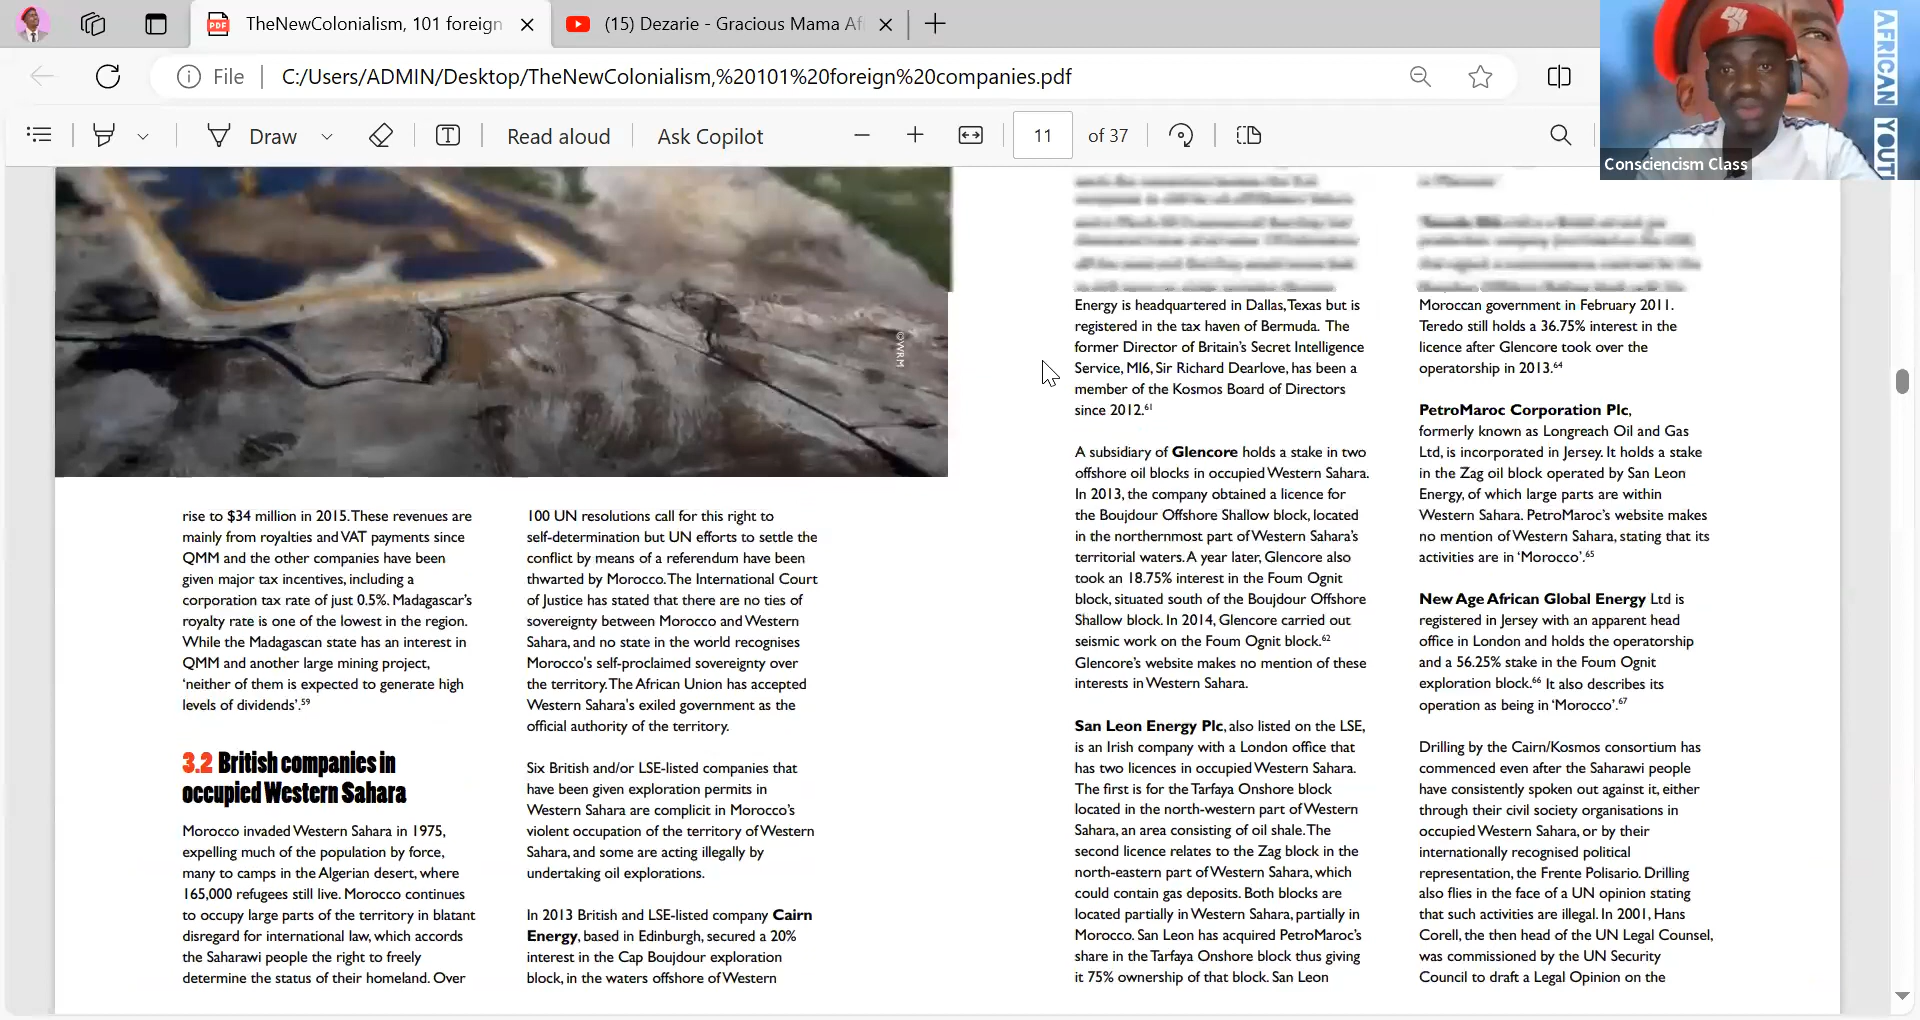 TheNewColonialism, 101 foreign
(15) Dezarie - Gracious Mama Af
File
C:/Users/ADMIN/Desktop/TheNewColonialism,%20101%20foreign%20companies.pdf
Draw
Read aloud
Ask Copilot
11 of 37
AFRICAN YOUT
Consciencism Class
©WRM
rise to $34 million in 2015. These revenues are
mainly from royalties and VAT payments since
QMM and the other companies have been
given major tax incentives, including a
corporation tax rate of just 0.5%. Madagascar's
royalty rate is one of the lowest in the region.
While the Madagascan state has an interest in
QMM and another large mining project,
'neither of them is expected to generate high
levels of dividends'.59
3.2 British companies in
occupied Western Sahara
Morocco invaded Western Sahara in 1975,
expelling much of the population by force,
many to camps in the Algerian desert, where
165,000 refugees still live. Morocco continues
to occupy large parts of the territory in blatant
disregard for international law, which accords
the Saharawi people the right to freely
determine the status of their homeland. Over
100 UN resolutions call for this right to
self-determination but UN efforts to settle the
conflict by means of a referendum have been
thwarted by Morocco. The International Court
of Justice has stated that there are no ties of
sovereignty between Morocco and Western
Sahara, and no state in the world recognises
Morocco's self-proclaimed sovereignty over
the territory. The African Union has accepted
Western Sahara's exiled government as the
official authority of the territory.
Six British and/or LSE-listed companies that
have been given exploration permits in
Western Sahara are complicit in Morocco's
violent occupation of the territory of Western
Sahara, and some are acting illegally by
undertaking oil explorations.
In 2013 British and LSE-listed company Cairn
Energy, based in Edinburgh, secured a 20%
interest in the Cap Boujdour exploration
block, in the waters offshore of Western
Energy is headquartered in Dallas, Texas but is
registered in the tax haven of Bermuda. The
former Director of Britain's Secret Intelligence
Service, MI6, Sir Richard Dearlove, has been a
member of the Kosmos Board of Directors
since 2012.61
A subsidiary of Glencore holds a stake in two
offshore oil blocks in occupied Western Sahara.
In 2013, the company obtained a licence for
the Boujdour Offshore Shallow block, located
in the northernmost part of Western Sahara's
territorial waters. A year later, Glencore also
took an 18.75% interest in the Foum Ognit
block, situated south of the Boujdour Offshore
Shallow block. In 2014, Glencore carried out
seismic work on the Foum Ognit block.62
Glencore's website makes no mention of these
interests in Western Sahara.
San Leon Energy Plc, also listed on the LSE,
is an Irish company with a London office that
has two licences in occupied Western Sahara.
The first is for the Tarfaya Onshore block
located in the north-western part of Western
Sahara, an area consisting of oil shale. The
second licence relates to the Zag block in the
north-eastern part of Western Sahara, which
could contain gas deposits. Both blocks are
located partially in Western Sahara, partially in
Morocco. San Leon has acquired PetroMaroc's
share in the Tarfaya Onshore block thus giving
it 75% ownership of that block. San Leon
Moroccan government in February 2011.
Teredo still holds a 36.75% interest in the
licence after Glencore took over the
operatorship in 2013.64
PetroMaroc Corporation Plc,
formerly known as Longreach Oil and Gas
Ltd, is incorporated in Jersey. It holds a stake
in the Zag oil block operated by San Leon
Energy, of which large parts are within
Western Sahara. PetroMaroc's website makes
no mention of Western Sahara, stating that its
activities are in 'Morocco'.65
New Age African Global Energy Ltd is
registered in Jersey with an apparent head
office in London and holds the operatorship
and a 56.25% stake in the Foum Ognit
exploration block.66 It also describes its
operation as being in 'Morocco'.67
Drilling by the Cairn/Kosmos consortium has
commenced even after the Saharawi people
have consistently spoken out against it, either
through their civil society organisations in
occupied Western Sahara, or by their
internationally recognised political
representation, the Frente Polisario. Drilling
also flies in the face of a UN opinion stating
that such activities are illegal. In 2001, Hans
Corell, the then head of the UN Legal Counsel,
was commissioned by the UN Security
Council to draft a Legal Opinion on the